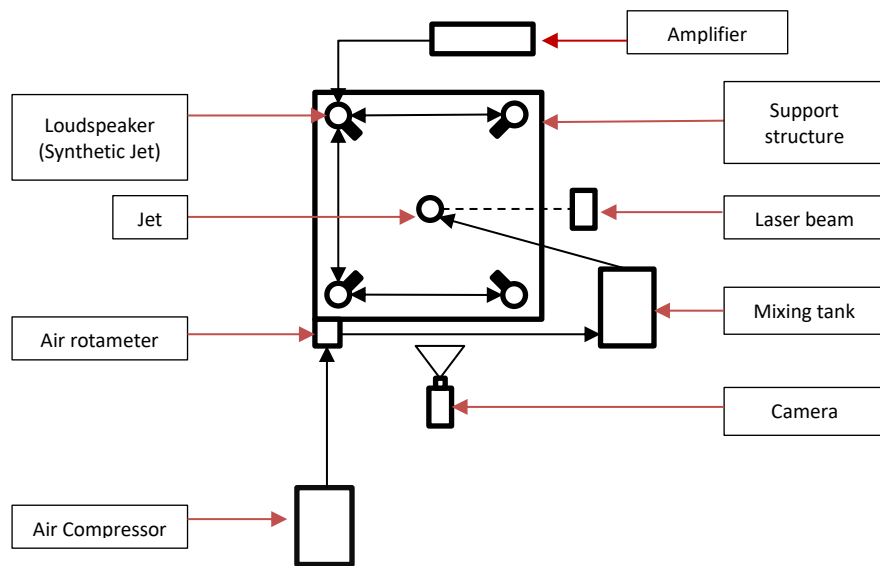 Amplifier
Loudspeaker
(Synthetic Jet)
Support
structure
Jet
Laser beam
Air rotameter
Mixing tank
Camera
Air Compressor